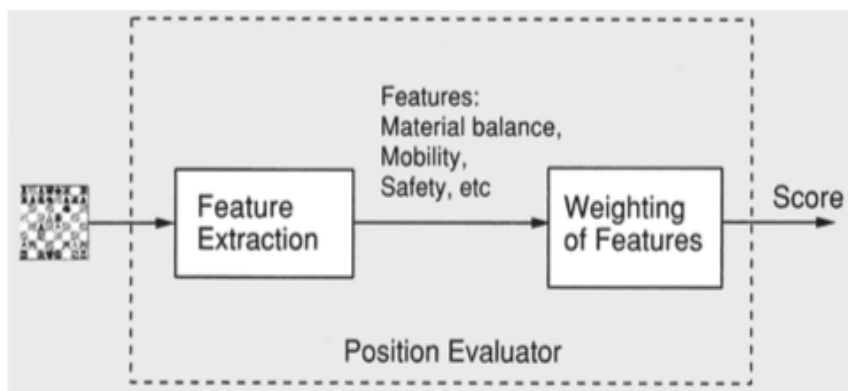 Features:
Material balance,
Mobility,
Safety, etc
Feature
Extraction
Weighting
of Features
Score
Position Evaluator